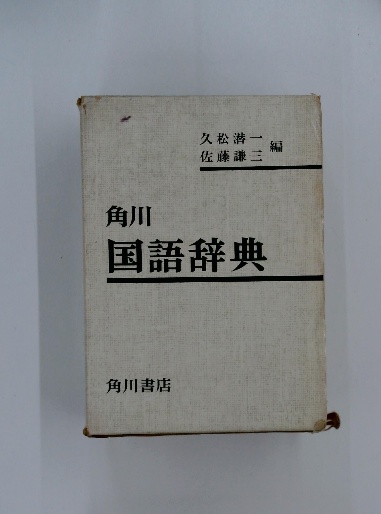 久松潜一
佐藤謙三 編
角川
国語辞典
角川書店